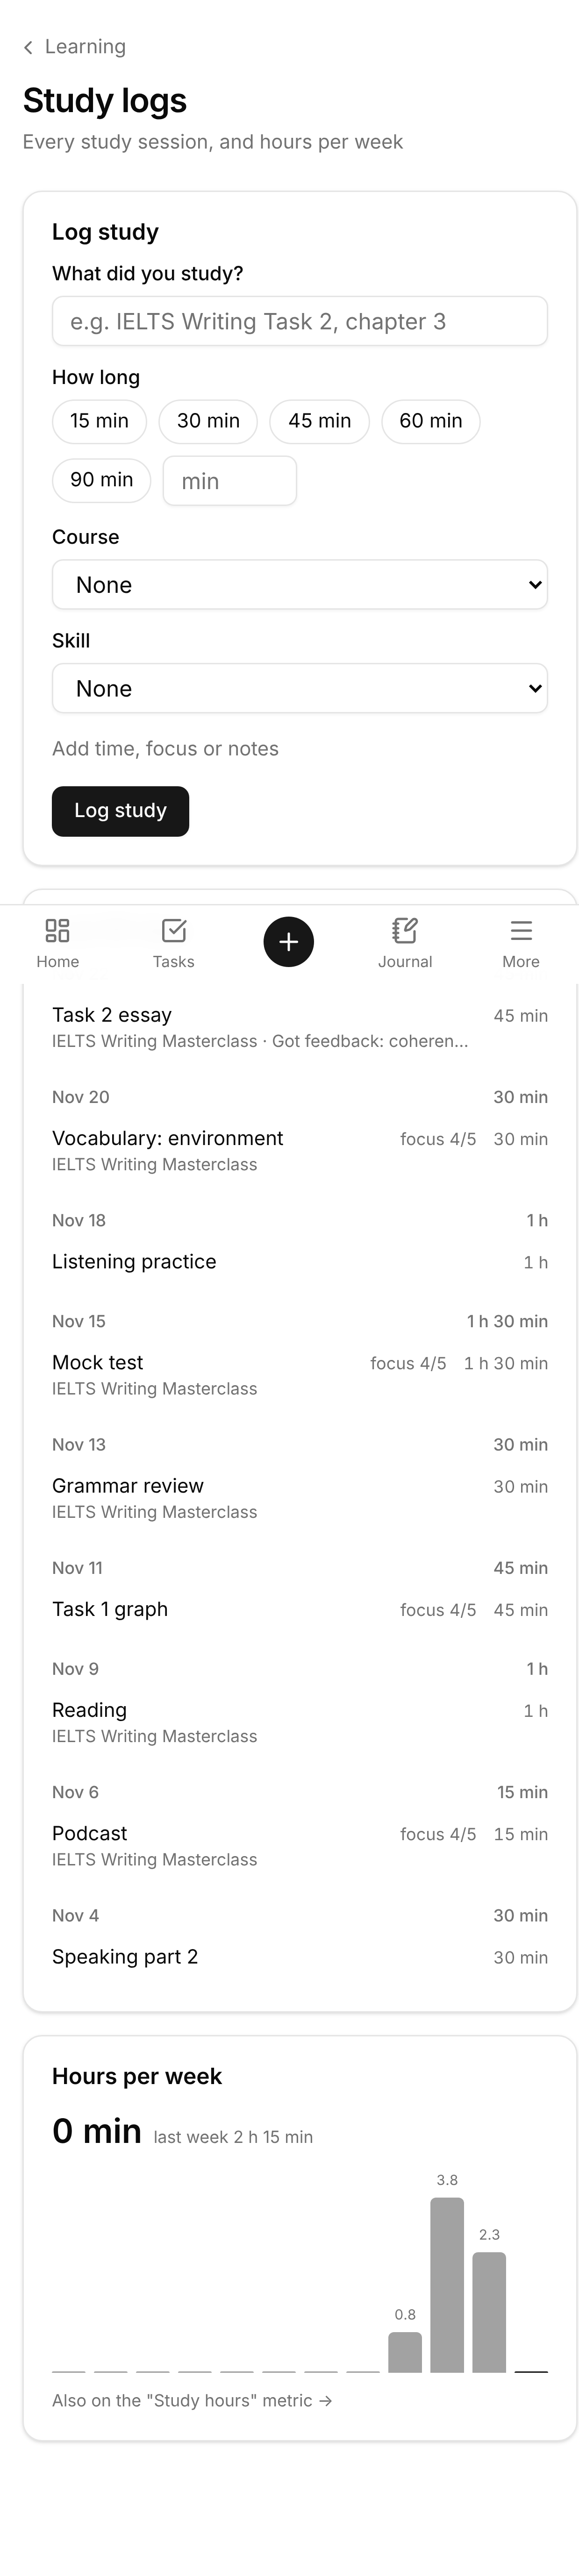 Learning
Study logs
Every study session, and hours per week
Log study
What did you study?
e.g. IELTS Writing Task 2, chapter 3
How long
15 min 30 min 45 min 60 min
90 min min
Course
None
Skill
None
Add time, focus or notes
Log study
Home Tasks Journal More
Task 2 essay 45 min
IELTS Writing Masterclass · Got feedback: coheren...
Nov 20 30 min
Vocabulary: environment focus 4/5 30 min
IELTS Writing Masterclass
Nov 18 1 h
Listening practice 1 h
Nov 15 1 h 30 min
Mock test focus 4/5 1 h 30 min
IELTS Writing Masterclass
Nov 13 30 min
Grammar review 30 min
IELTS Writing Masterclass
Nov 11 45 min
Task 1 graph focus 4/5 45 min
Nov 9 1 h
Reading 1 h
IELTS Writing Masterclass
Nov 6 15 min
Podcast focus 4/5 15 min
IELTS Writing Masterclass
Nov 4 30 min
Speaking part 2 30 min
Hours per week
0 min last week 2 h 15 min
3.8
2.3
0.8
Also on the "Study hours" metric →